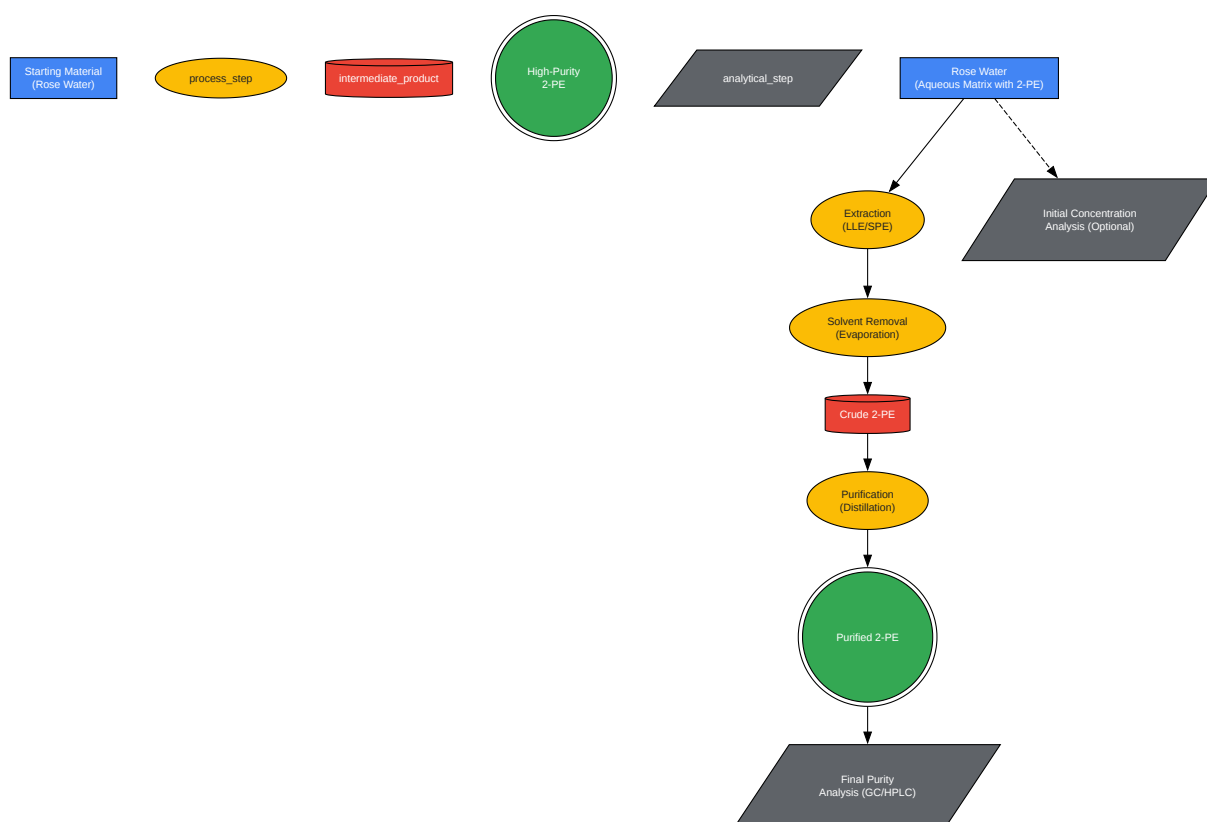 Starting Material
(Rose Water)
process_step
intermediate_product
High-Purity
2-PE
analytical_step
Rose Water
(Aqueous Matrix with 2-PE)
Extraction
(LLE/SPE)
Initial Concentration
Analysis (Optional)
Solvent Removal
(Evaporation)
Crude 2-PE
Purification
(Distillation)
Purified 2-PE
Final Purity
Analysis (GC/HPLC)